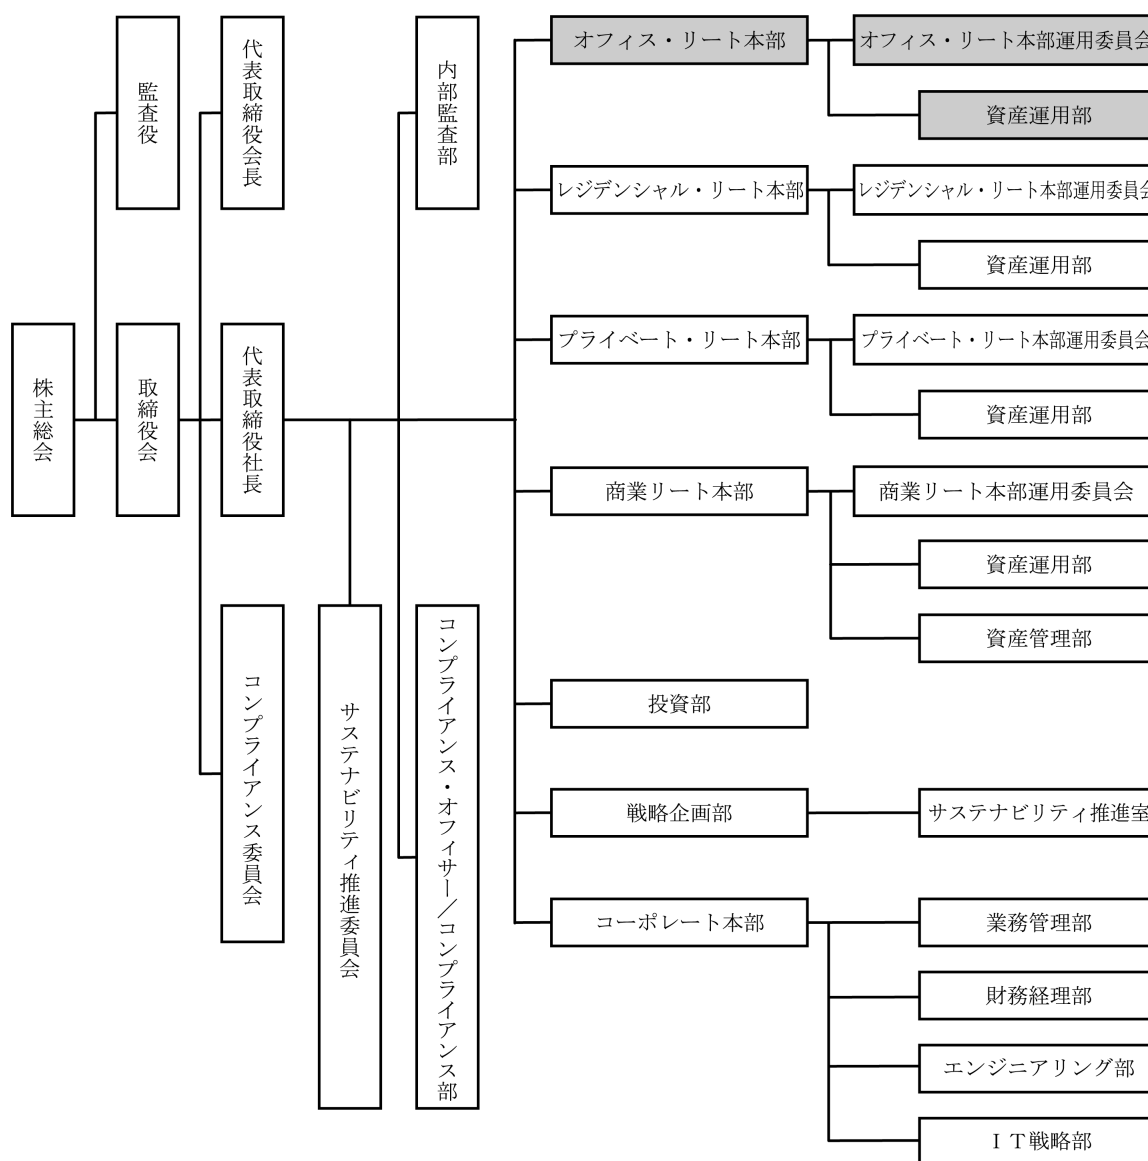 株主総会
監査役
取締役会
代表取締役会長
代表取締役社長
コンプライアンス委員会
サステナビリティ推進委員会
内部監査部
コンプライアンス・オフィサー／コンプライアンス部
オフィス・リート本部
オフィス・リート本部運用委員会
資産運用部
レジデンシャル・リート本部
レジデンシャル・リート本部運用委員会
資産運用部
プライベート・リート本部
プライベート・リート本部運用委員会
資産運用部
商業リート本部
商業リート本部運用委員会
資産運用部
資産管理部
投資部
戦略企画部
サステナビリティ推進室
コーポレート本部
業務管理部
財務経理部
エンジニアリング部
ＩＴ戦略部